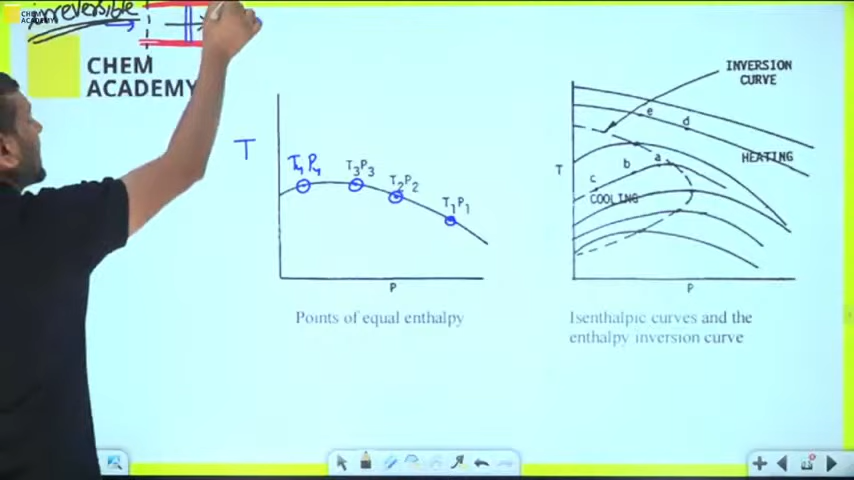 irreversible
CHEM
ACADEMY
CHEM
ACADEMY
T
T₄P₄
T₃P₃
T₂P₂
T₁P₁
P
Points of equal enthalpy
INVERSION
CURVE
e
d
HEATING
T
a
b
c
COOLING
P
Isenthalpic curves and the
enthalpy inversion curve